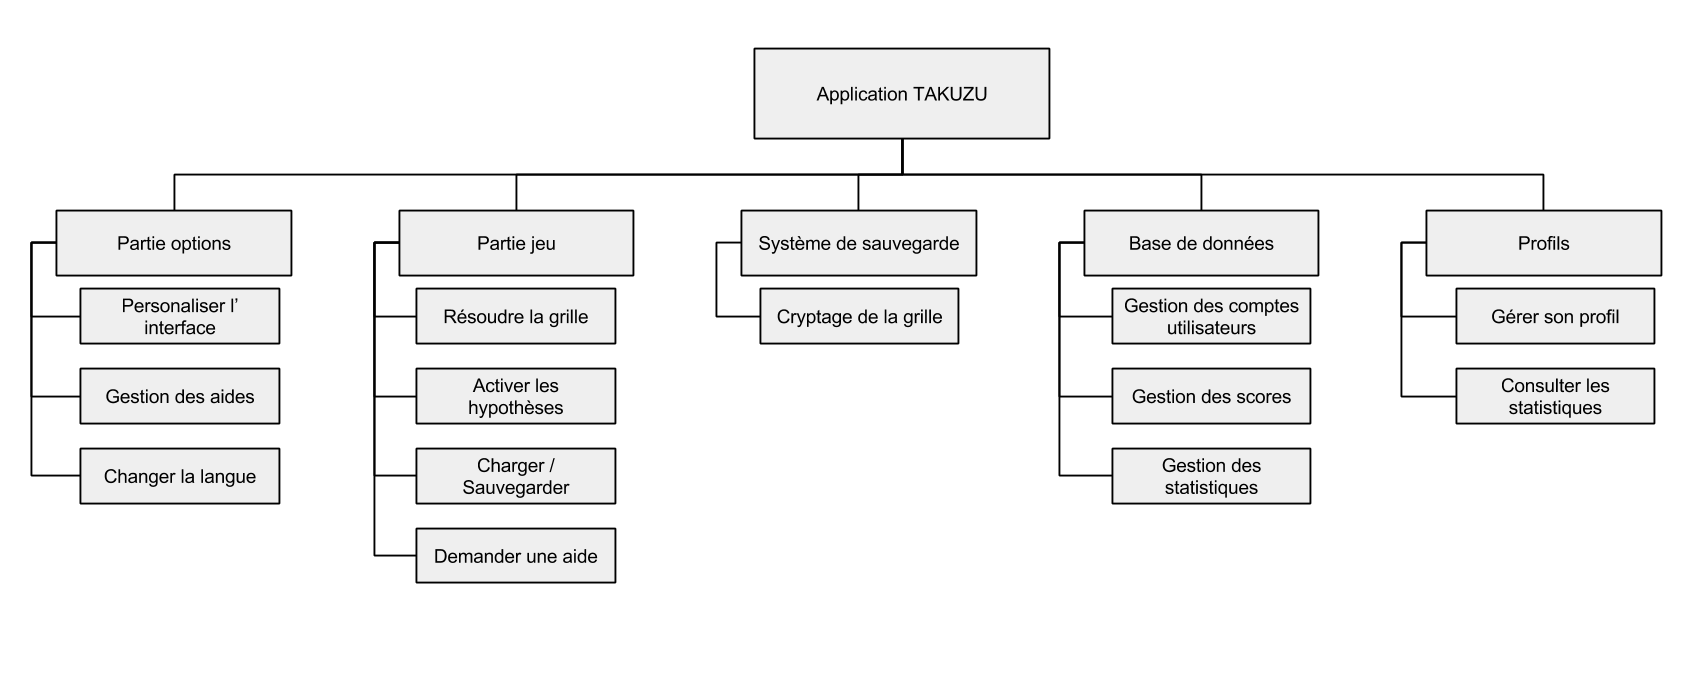 Application TAKUZU
Partie options
Personaliser l’
interface
Gestion des aides
Changer la langue
Partie jeu
Résoudre la grille
Activer les
hypothèses
Charger /
Sauvegarder
Demander une aide
Système de sauvegarde
Cryptage de la grille
Base de données
Gestion des comptes
utilisateurs
Gestion des scores
Gestion des
statistiques
Profils
Gérer son profil
Consulter les
statistiques